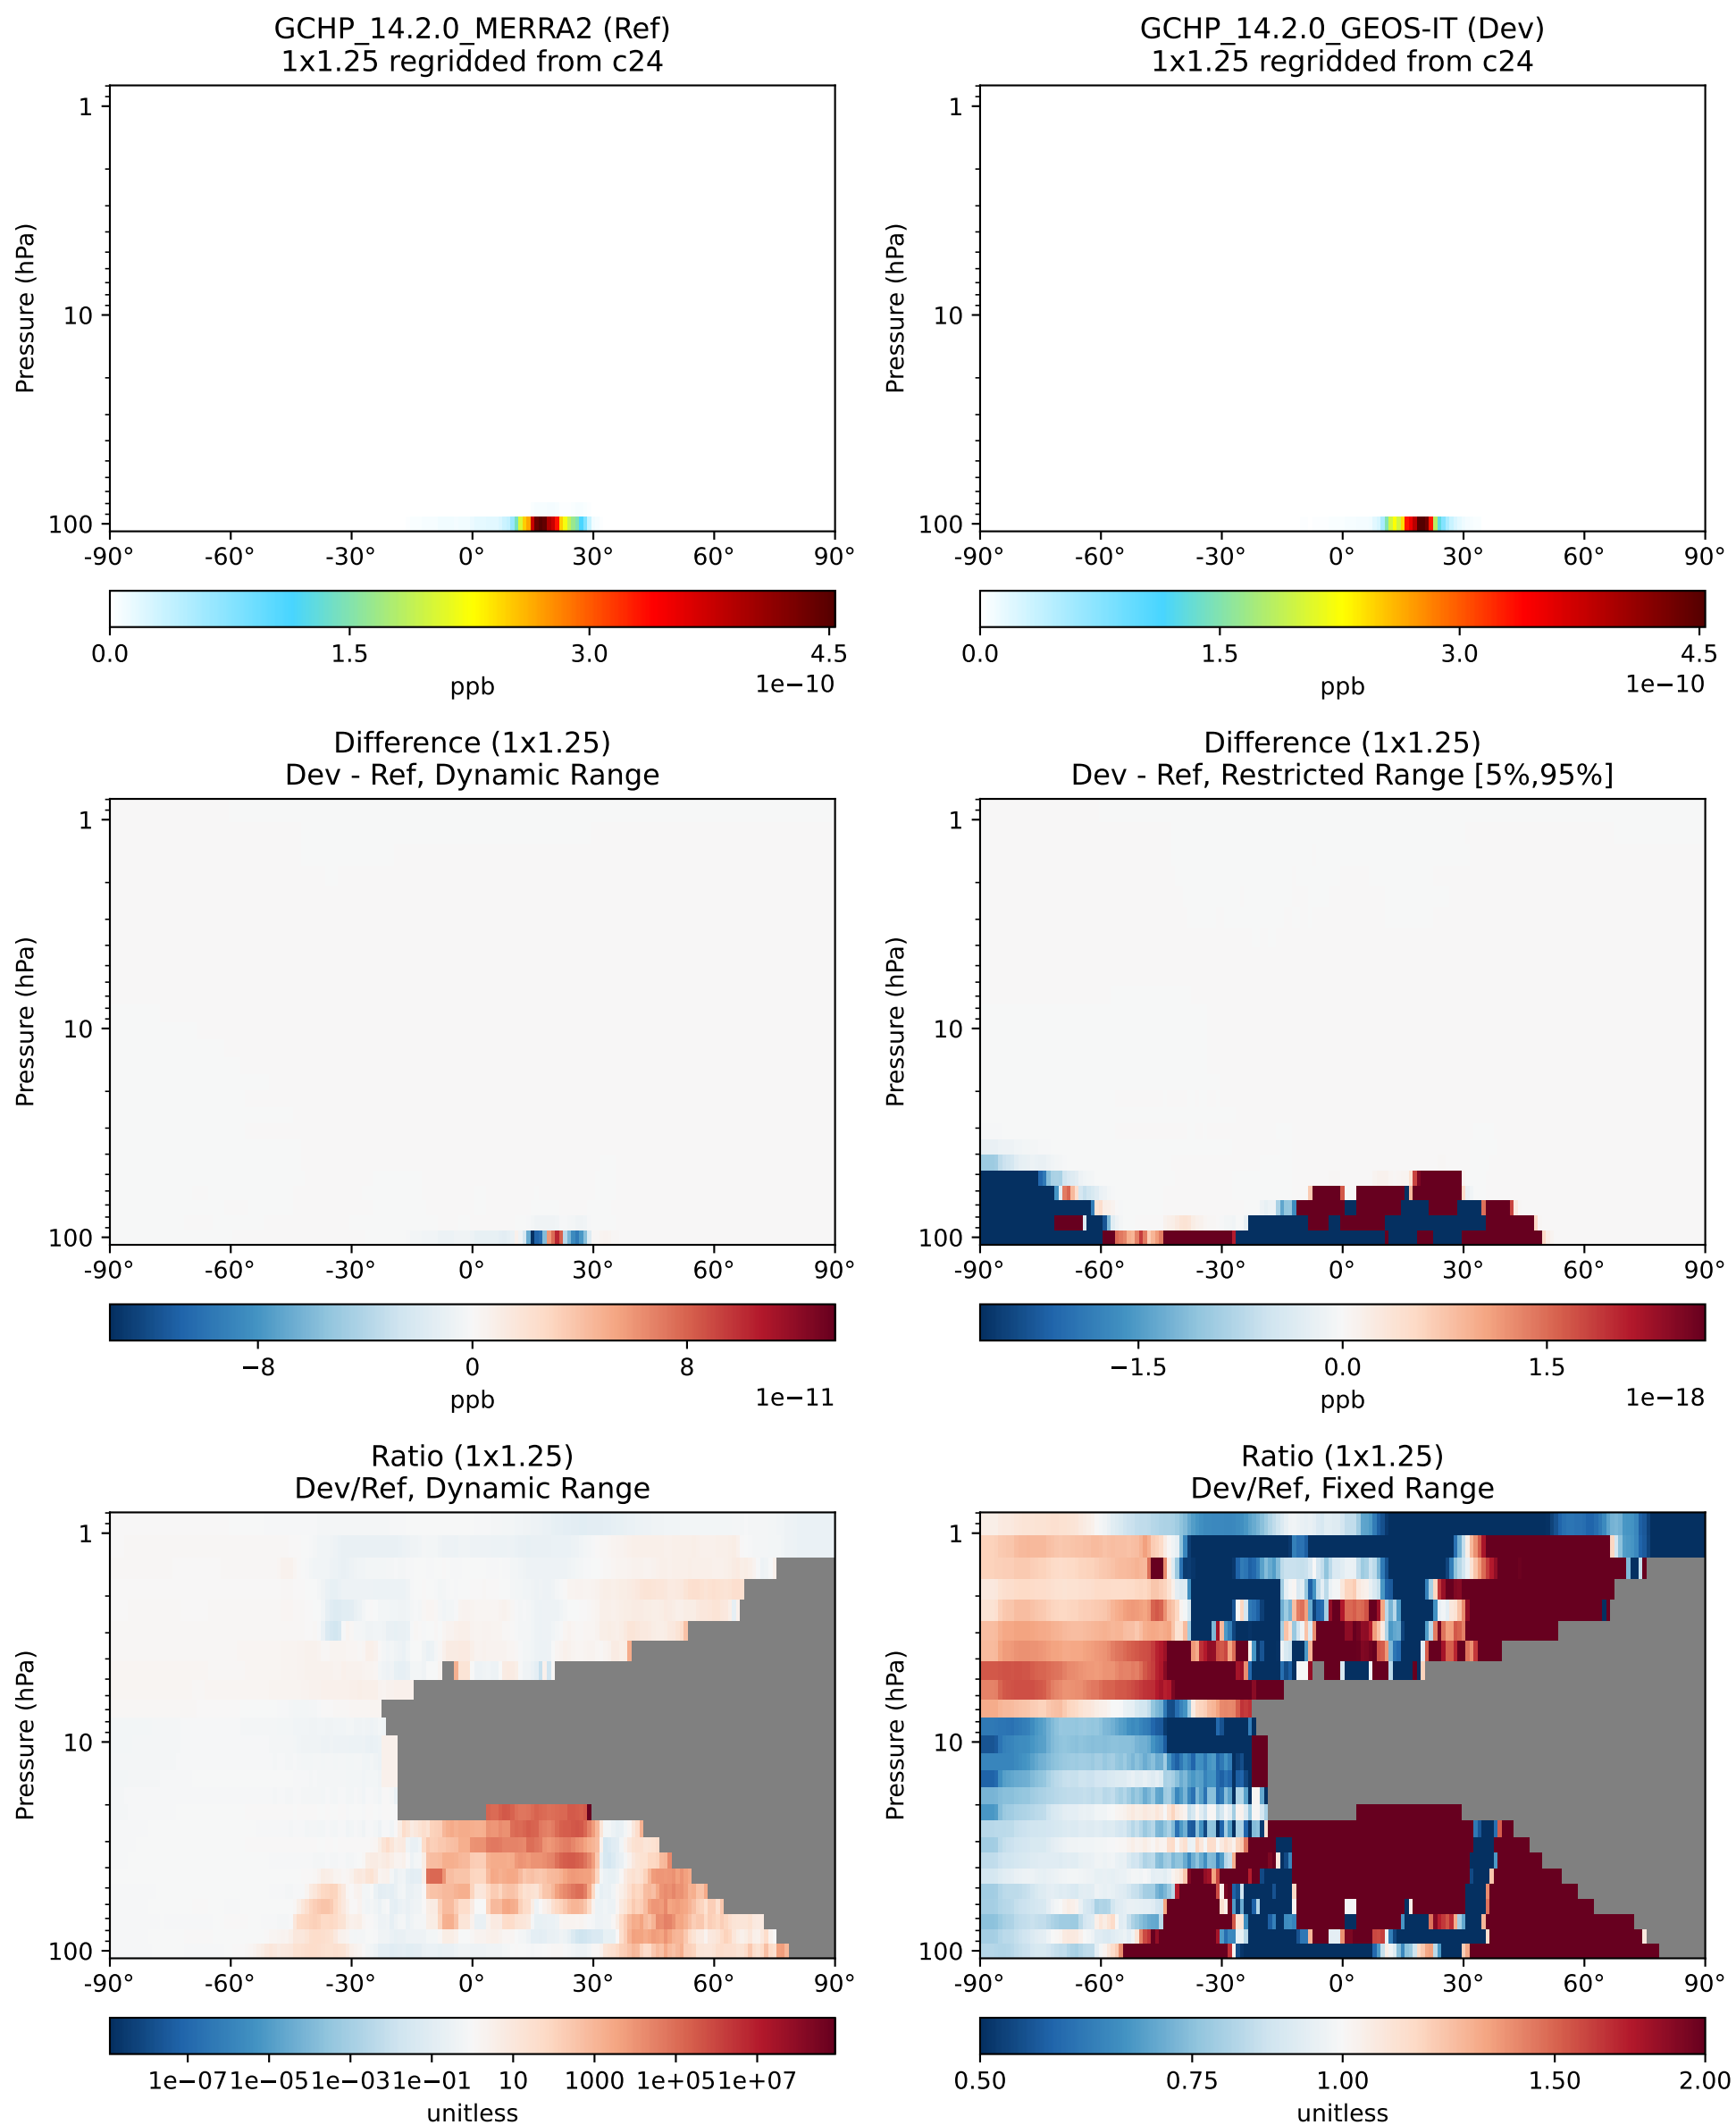 GCHP_14.2.0_MERRA2 (Ref)
1x1.25 regridded from c24
Pressure (hPa)
1
10
100
-90° -60° -30° 0° 30° 60° 90°
0.0 1.5 3.0 4.5
1e−10
ppb
GCHP_14.2.0_GEOS-IT (Dev)
1x1.25 regridded from c24
Pressure (hPa)
1
10
100
-90° -60° -30° 0° 30° 60° 90°
0.0 1.5 3.0 4.5
1e−10
ppb
Difference (1x1.25)
Dev - Ref, Dynamic Range
Pressure (hPa)
1
10
100
-90° -60° -30° 0° 30° 60° 90°
−8 0 8
1e−11
ppb
Difference (1x1.25)
Dev - Ref, Restricted Range [5%,95%]
Pressure (hPa)
1
10
100
-90° -60° -30° 0° 30° 60° 90°
−1.5 0.0 1.5
1e−18
ppb
Ratio (1x1.25)
Dev/Ref, Dynamic Range
Pressure (hPa)
1
10
100
-90° -60° -30° 0° 30° 60° 90°
1e−07 1e−05 1e−03 1e−01 10 1000 1e+05 1e+07
unitless
Ratio (1x1.25)
Dev/Ref, Fixed Range
Pressure (hPa)
1
10
100
-90° -60° -30° 0° 30° 60° 90°
0.50 0.75 1.00 1.50 2.00
unitless